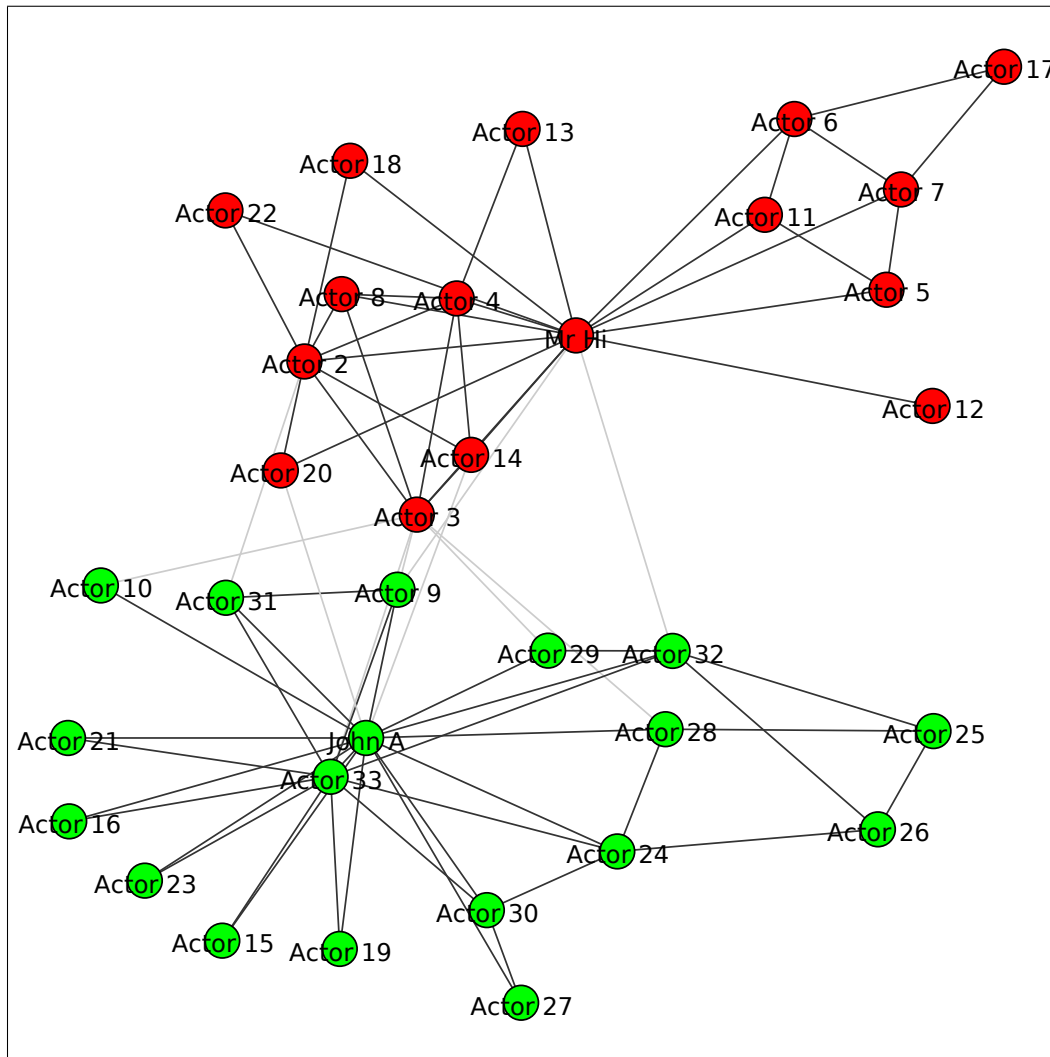 Actor 17
Actor 6
Actor 13
Actor 18
Actor 7
Actor 22
Actor 11
Actor 5
Actor 8
Actor 4
Mr Hi
Actor 2
Actor 12
Actor 14
Actor 20
Actor 3
Actor 10
Actor 9
Actor 31
Actor 29
Actor 32
Actor 28
Actor 25
Actor 21
John A
Actor 33
Actor 16
Actor 26
Actor 24
Actor 23
Actor 30
Actor 15
Actor 19
Actor 27